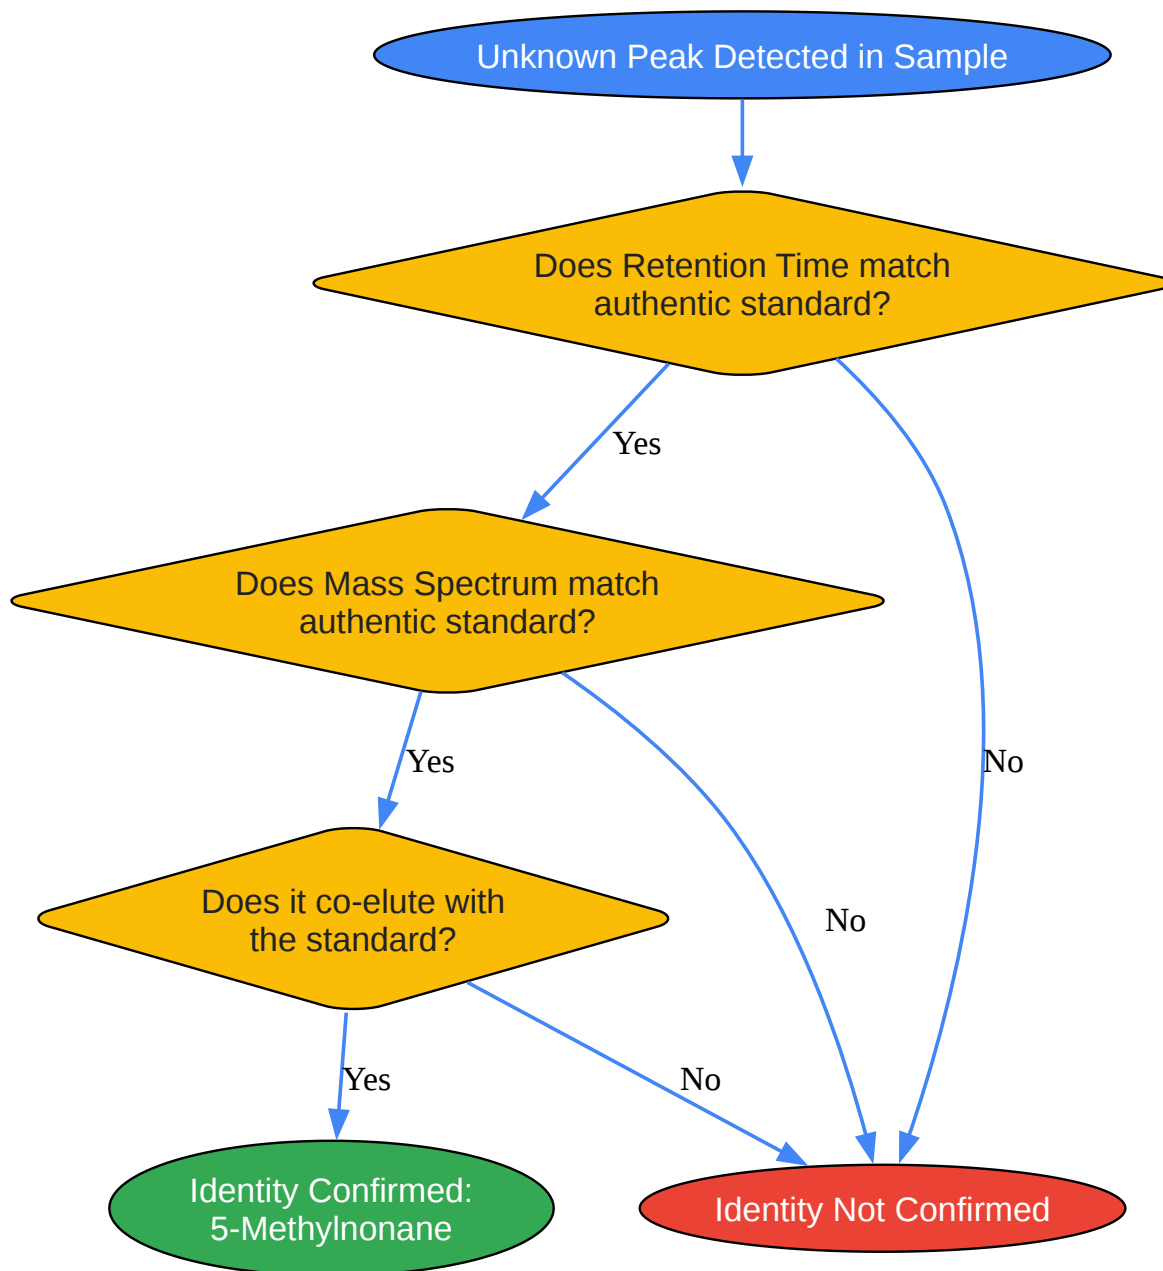 Unknown Peak Detected in Sample
Does Retention Time match
authentic standard?
Yes
Does Mass Spectrum match
authentic standard?
Yes
No
Does it co-elute with
the standard?
No
Yes
No
Identity Confirmed:
5-Methylnonane
Identity Not Confirmed